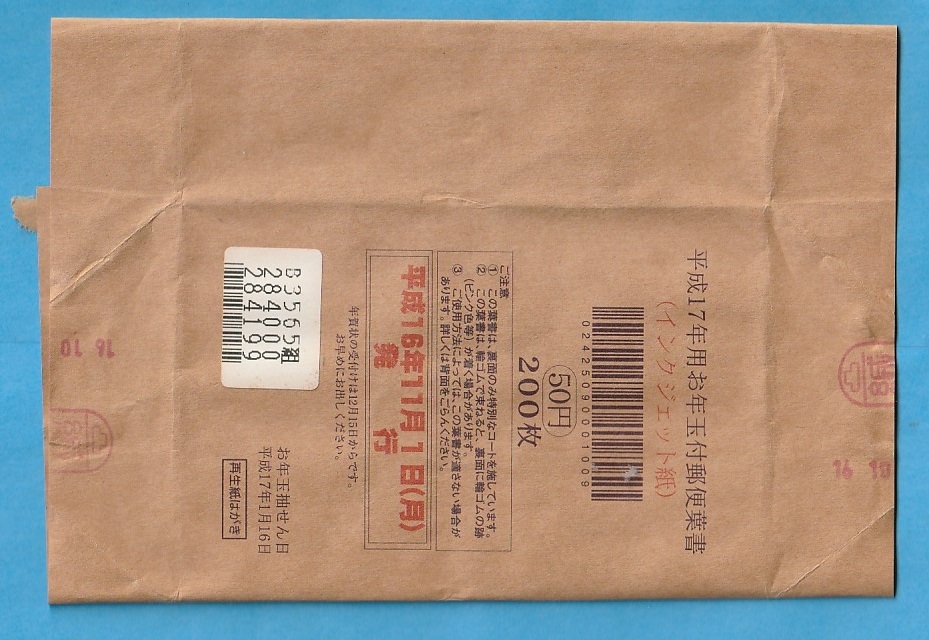 平成17年用お年玉付郵便葉書
(インクジェット紙)
02425090001009
50円
200枚
ご注意
① この葉書は、裏面のみ特別なコートを施しています。
② この葉書は、輪ゴムで束ねると、裏面に輪ゴムの跡
(ピンク色等)が着く場合があります。
③ ご使用方法によっては、この葉書が適さない場合が
あります。詳しくは背面をごらんください。
平成16年11月1日(月)
発行
年賀状の受付けは12月15日からです。
お早めにお出しください。
B3565組
284000
284199
お年玉抽せん日
平成17年1月16日
再生紙はがき
16 10
16 10